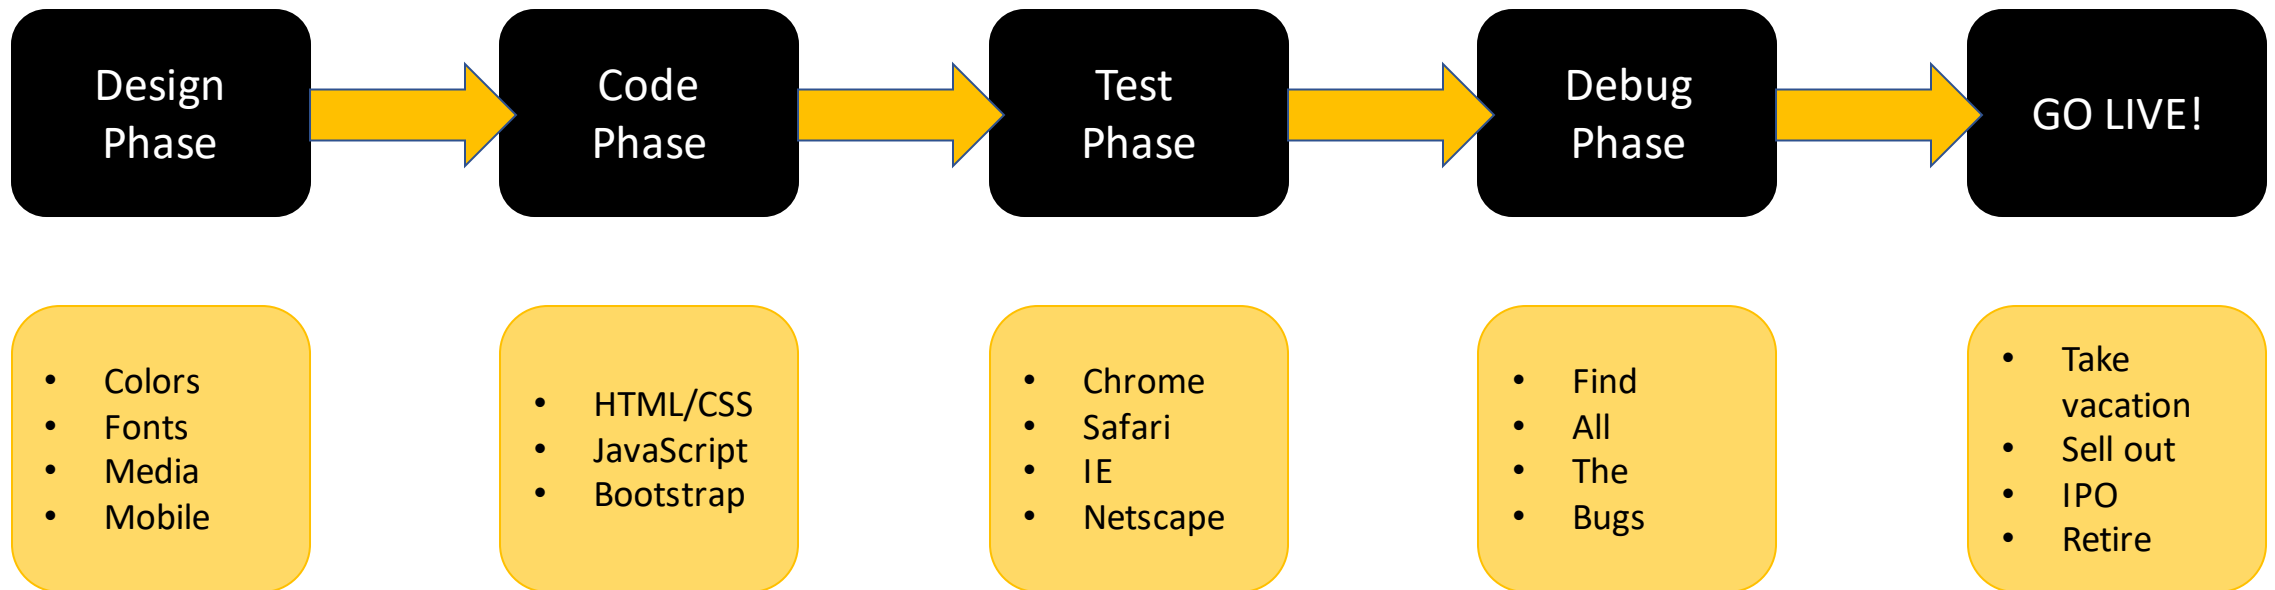 Design
Phase
Code
Phase
Test
Phase
Debug
Phase
GO LIVE!
• Colors
• Fonts
• Media
• Mobile
• HTML/CSS
• JavaScript
• Bootstrap
• Chrome
• Safari
• IE
• Netscape
• Find
• All
• The
• Bugs
• Take
vacation
• Sell out
• IPO
• Retire